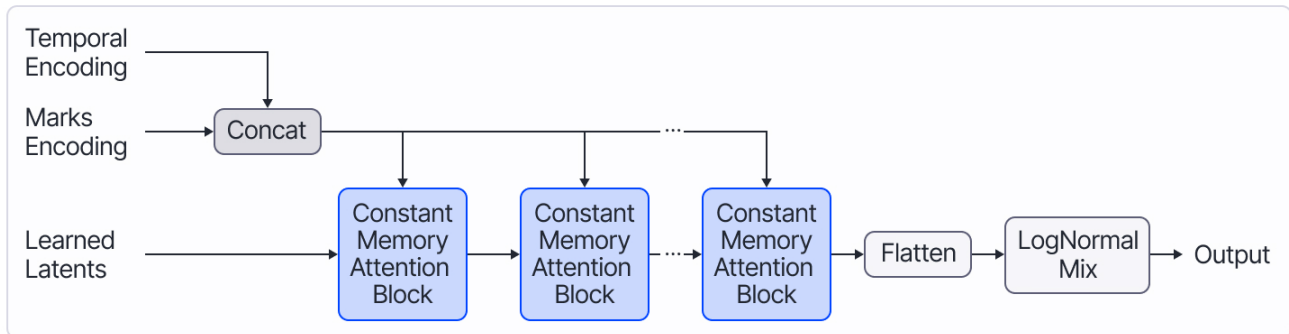 Temporal
Encoding
Marks
Encoding
Concat
...
Learned
Latents
Constant
Memory
Attention
Block
Constant
Memory
Attention
Block
...
Constant
Memory
Attention
Block
Flatten
LogNormal
Mix
Output